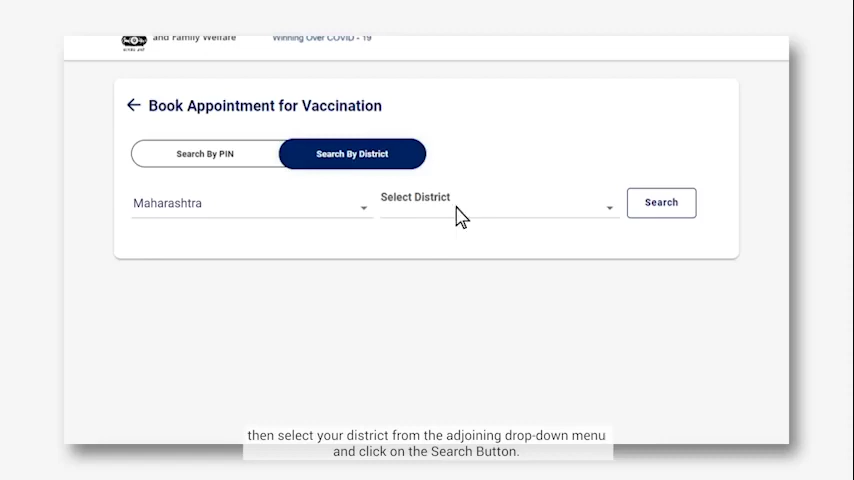 and Family Welfare
Winning Over COVID - 19
Book Appointment for Vaccination
Search By PIN
Search By District
Maharashtra
Select District
Search
then select your district from the adjoining drop-down menu
and click on the Search Button.